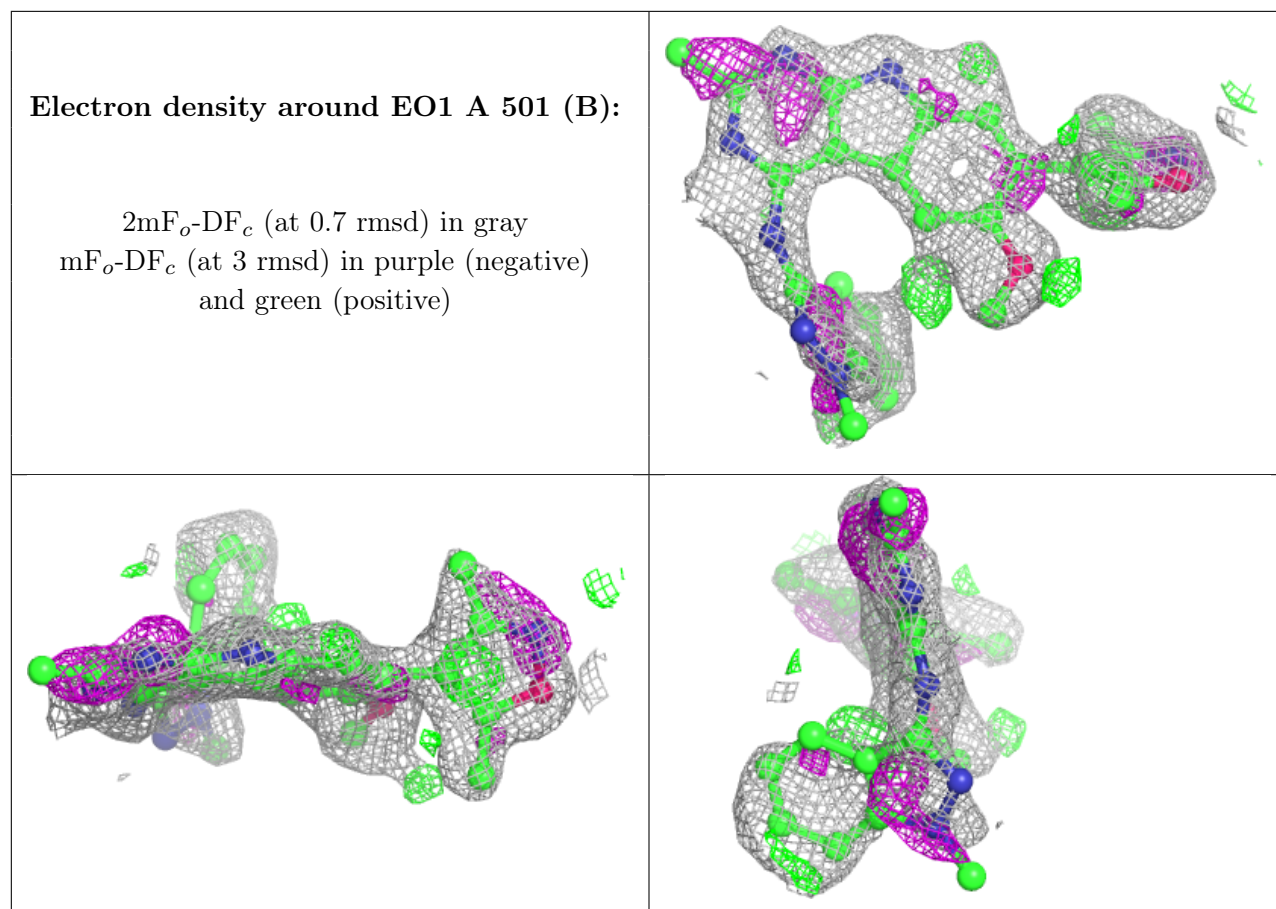 Electron density around EO1 A 501 (B):
2mFo-DFc (at 0.7 rmsd) in gray
mFo-DFc (at 3 rmsd) in purple (negative)
and green (positive)